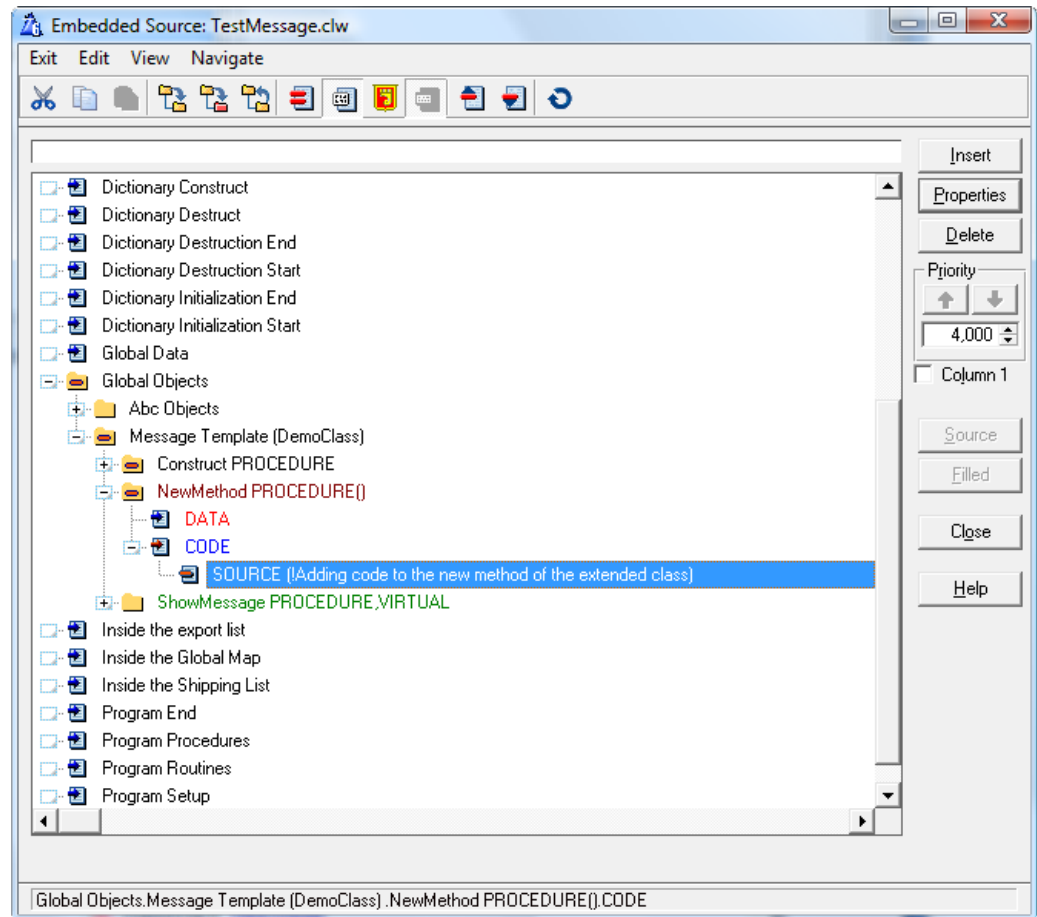 Embedded Source: TestMessage.clw
Exit Edit View Navigate
Insert
Dictionary Construct
Properties
Dictionary Destruct
Delete
Dictionary Destruction End
Dictionary Destruction Start
Priority
Dictionary Initialization End
Dictionary Initialization Start
4,000
Global Data
Column 1
Global Objects
Abc Objects
Message Template (DemoClass)
Source
Construct PROCEDURE
Filled
NewMethod PROCEDURE()
DATA
Close
CODE
SOURCE (!Adding code to the new method of the extended class)
Help
ShowMessage PROCEDURE,VIRTUAL
Inside the export list
Inside the Global Map
Inside the Shipping List
Program End
Program Procedures
Program Routines
Program Setup
Global Objects.Message Template (DemoClass) .NewMethod PROCEDURE().CODE